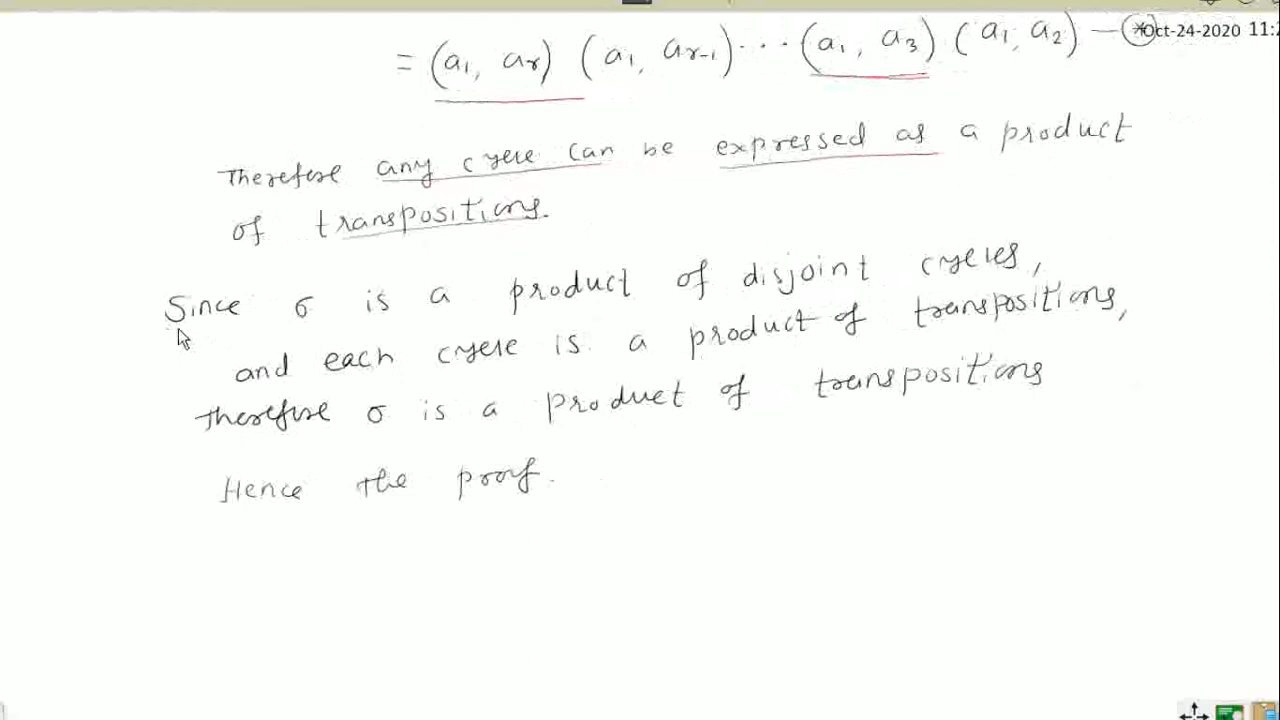 = (a₁, aᵣ) (a₁, aᵣ₋₁) ··· (a₁, a₃) (a₁, a₂) — * Oct-24-2020 11:2
Therefore any cycle can be expressed as a product
of transpositions.
Since σ is a product of disjoint cycles,
and each cycle is a product of transpositions,
Therefore σ is a product of transpositions
Hence the proof.